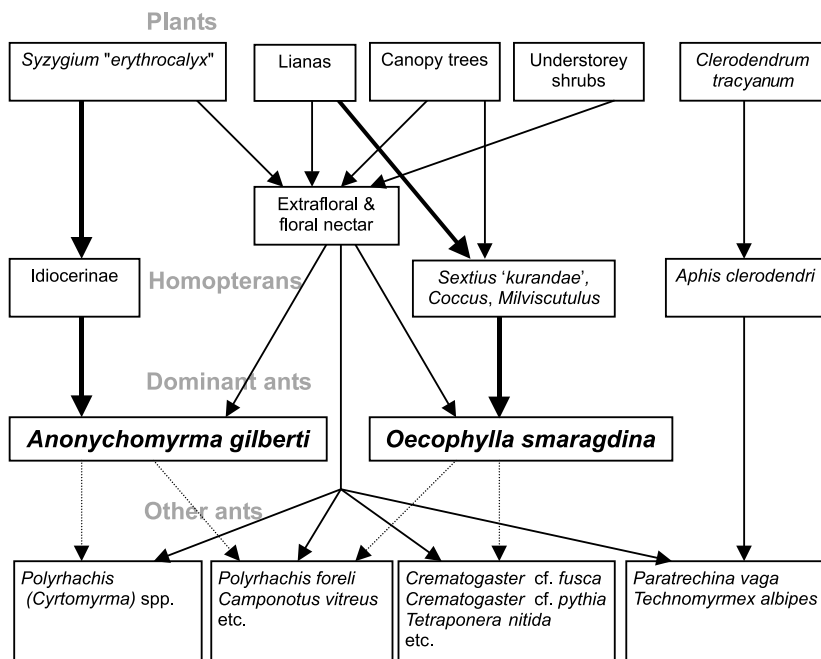 Plants
Syzygium "erythrocalyx"
Lianas
Canopy trees
Understorey
shrubs
Clerodendrum
tracyanum
Extrafloral &
floral nectar
Homopterans
Idiocerinae
Sextius 'kurandae',
Coccus, Milviscutulus
Aphis clerodendri
Dominant ants
Anonychomyrma gilberti
Oecophylla smaragdina
Other ants
Polyrhachis
(Cyrtomyrma) spp.
Polyrhachis foreli
Camponotus vitreus
etc.
Crematogaster cf. fusca
Crematogaster cf. pythia
Tetraponera nitida
etc.
Paratrechina vaga
Technomyrmex albipes